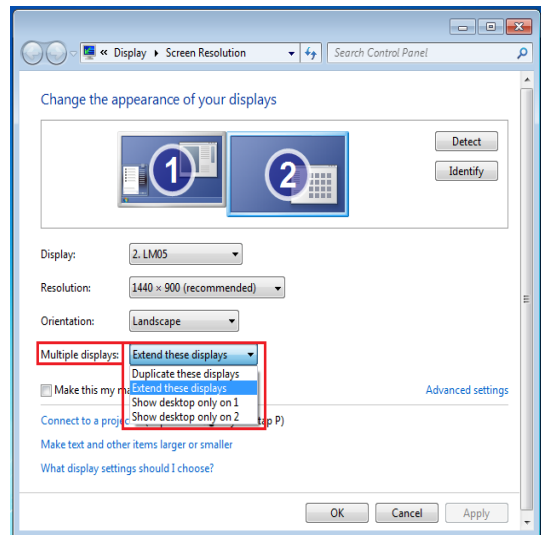 « Display ▸ Screen Resolution
Search Control Panel
Change the appearance of your displays
1
2
Detect
Identify
Display: 2. LM05
Resolution: 1440 × 900 (recommended)
Orientation: Landscape
Multiple displays: Extend these displays
Duplicate these displays
Extend these displays
Show desktop only on 1
Show desktop only on 2
Make this my
Advanced settings
Connect to a
tap P)
Make text and other items larger or smaller
What display settings should I choose?
OK Cancel Apply